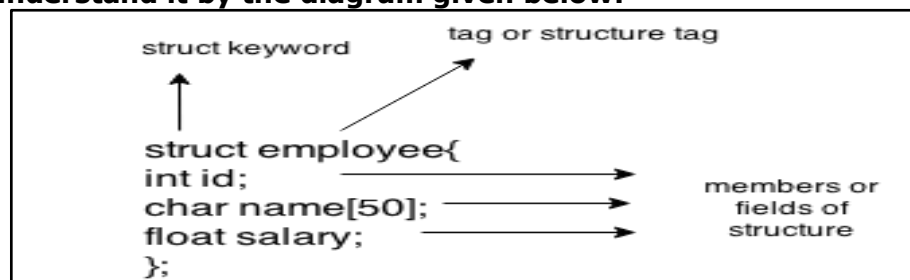 understand it by the diagram given below:
struct keyword
tag or structure tag
struct employee{
int id;
char name[50];
float salary;
};
members or
fields of
structure